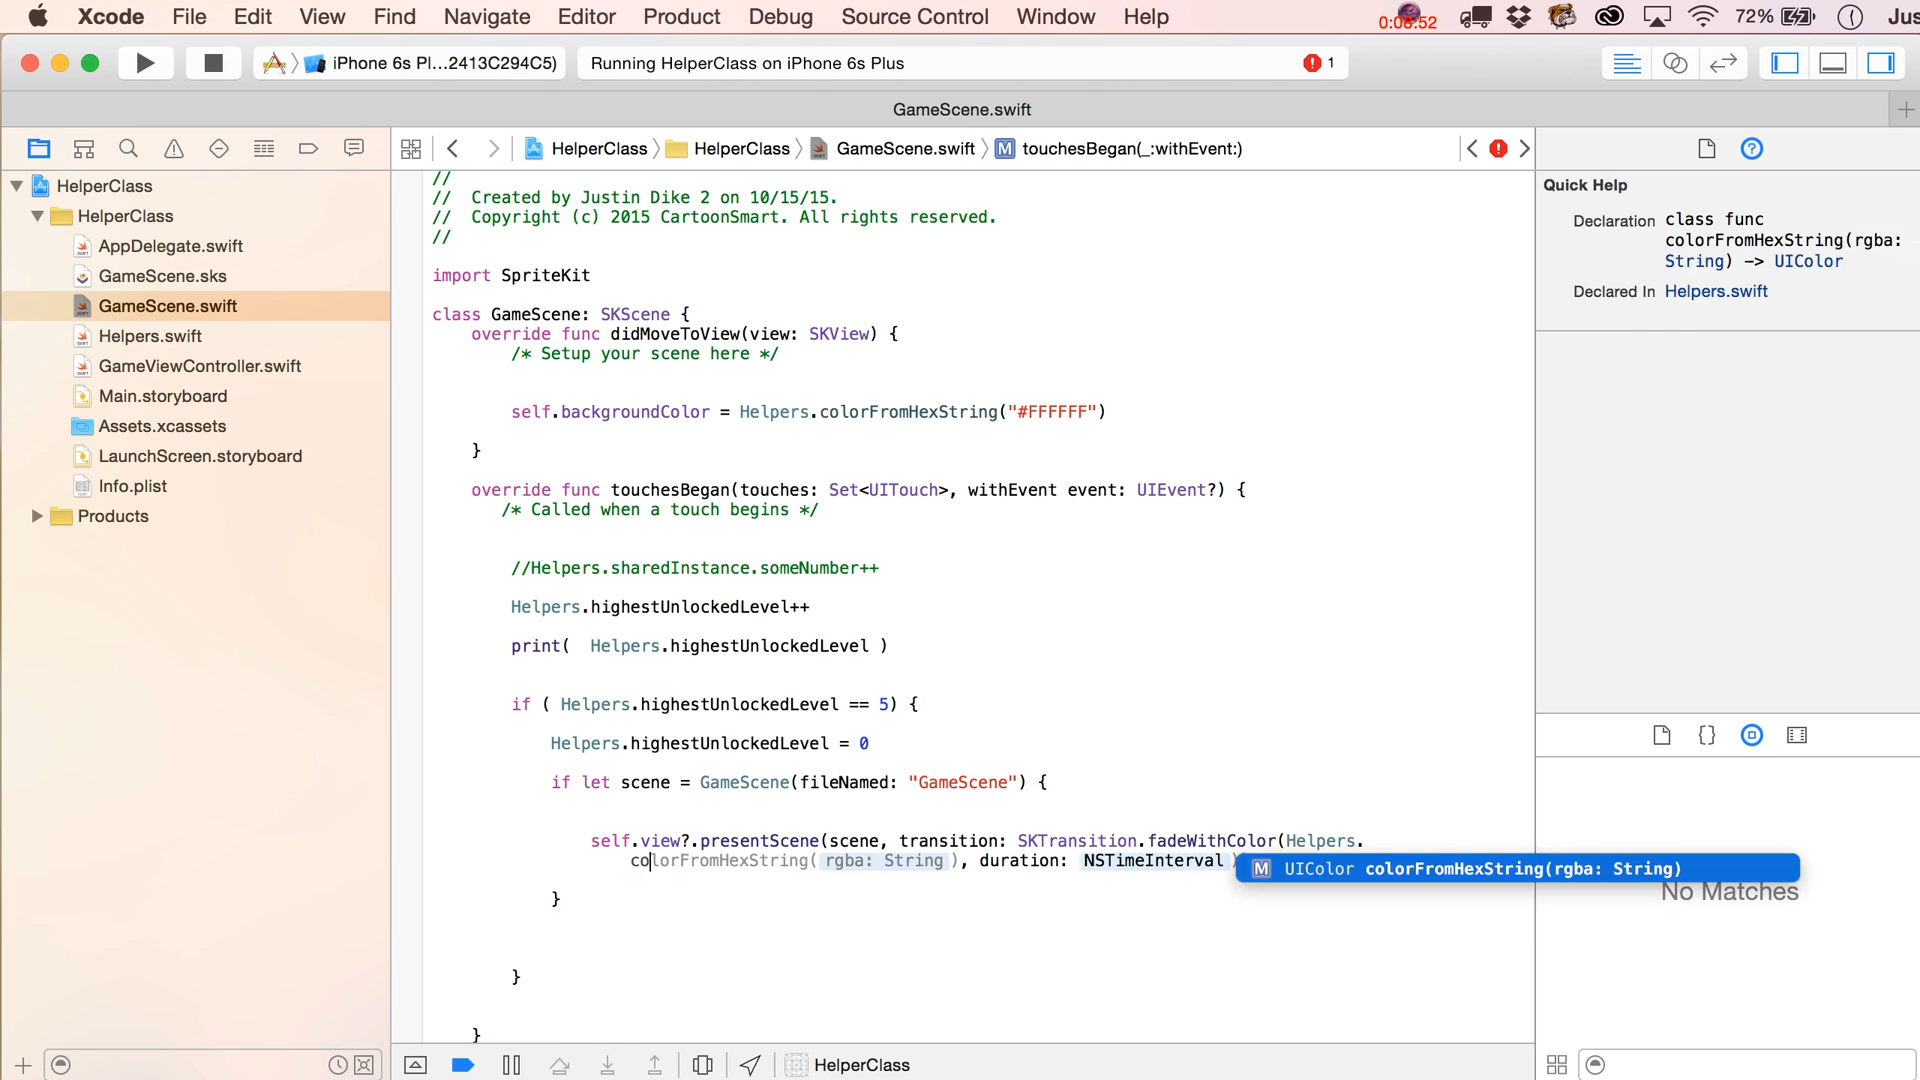 Xcode File Edit View Find Navigate Editor Product Debug Source Control Window Help 0:08:52 72% Jus
iPhone 6s Pl...2413C294C5) Running HelperClass on iPhone 6s Plus 1
GameScene.swift
HelperClass HelperClass GameScene.swift M touchesBegan(_:withEvent:)
HelperClass
HelperClass
AppDelegate.swift
GameScene.sks
GameScene.swift
Helpers.swift
GameViewController.swift
Main.storyboard
Assets.xcassets
LaunchScreen.storyboard
Info.plist
Products
//
// Created by Justin Dike 2 on 10/15/15.
// Copyright (c) 2015 CartoonSmart. All rights reserved.
//
import SpriteKit
class GameScene: SKScene {
override func didMoveToView(view: SKView) {
/* Setup your scene here */
self.backgroundColor = Helpers.colorFromHexString("#FFFFFF")
}
override func touchesBegan(touches: Set<UITouch>, withEvent event: UIEvent?) {
/* Called when a touch begins */
//Helpers.sharedInstance.someNumber++
Helpers.highestUnlockedLevel++
print( Helpers.highestUnlockedLevel )
if ( Helpers.highestUnlockedLevel == 5) {
Helpers.highestUnlockedLevel = 0
if let scene = GameScene(fileNamed: "GameScene") {
self.view?.presentScene(scene, transition: SKTransition.fadeWithColor(Helpers.
colorFromHexString( rgba: String ), duration: NSTimeInterval
M UIColor colorFromHexString(rgba: String)
}
}
}
Quick Help
Declaration class func
colorFromHexString(rgba:
String) -> UIColor
Declared In Helpers.swift
No Matches
HelperClass